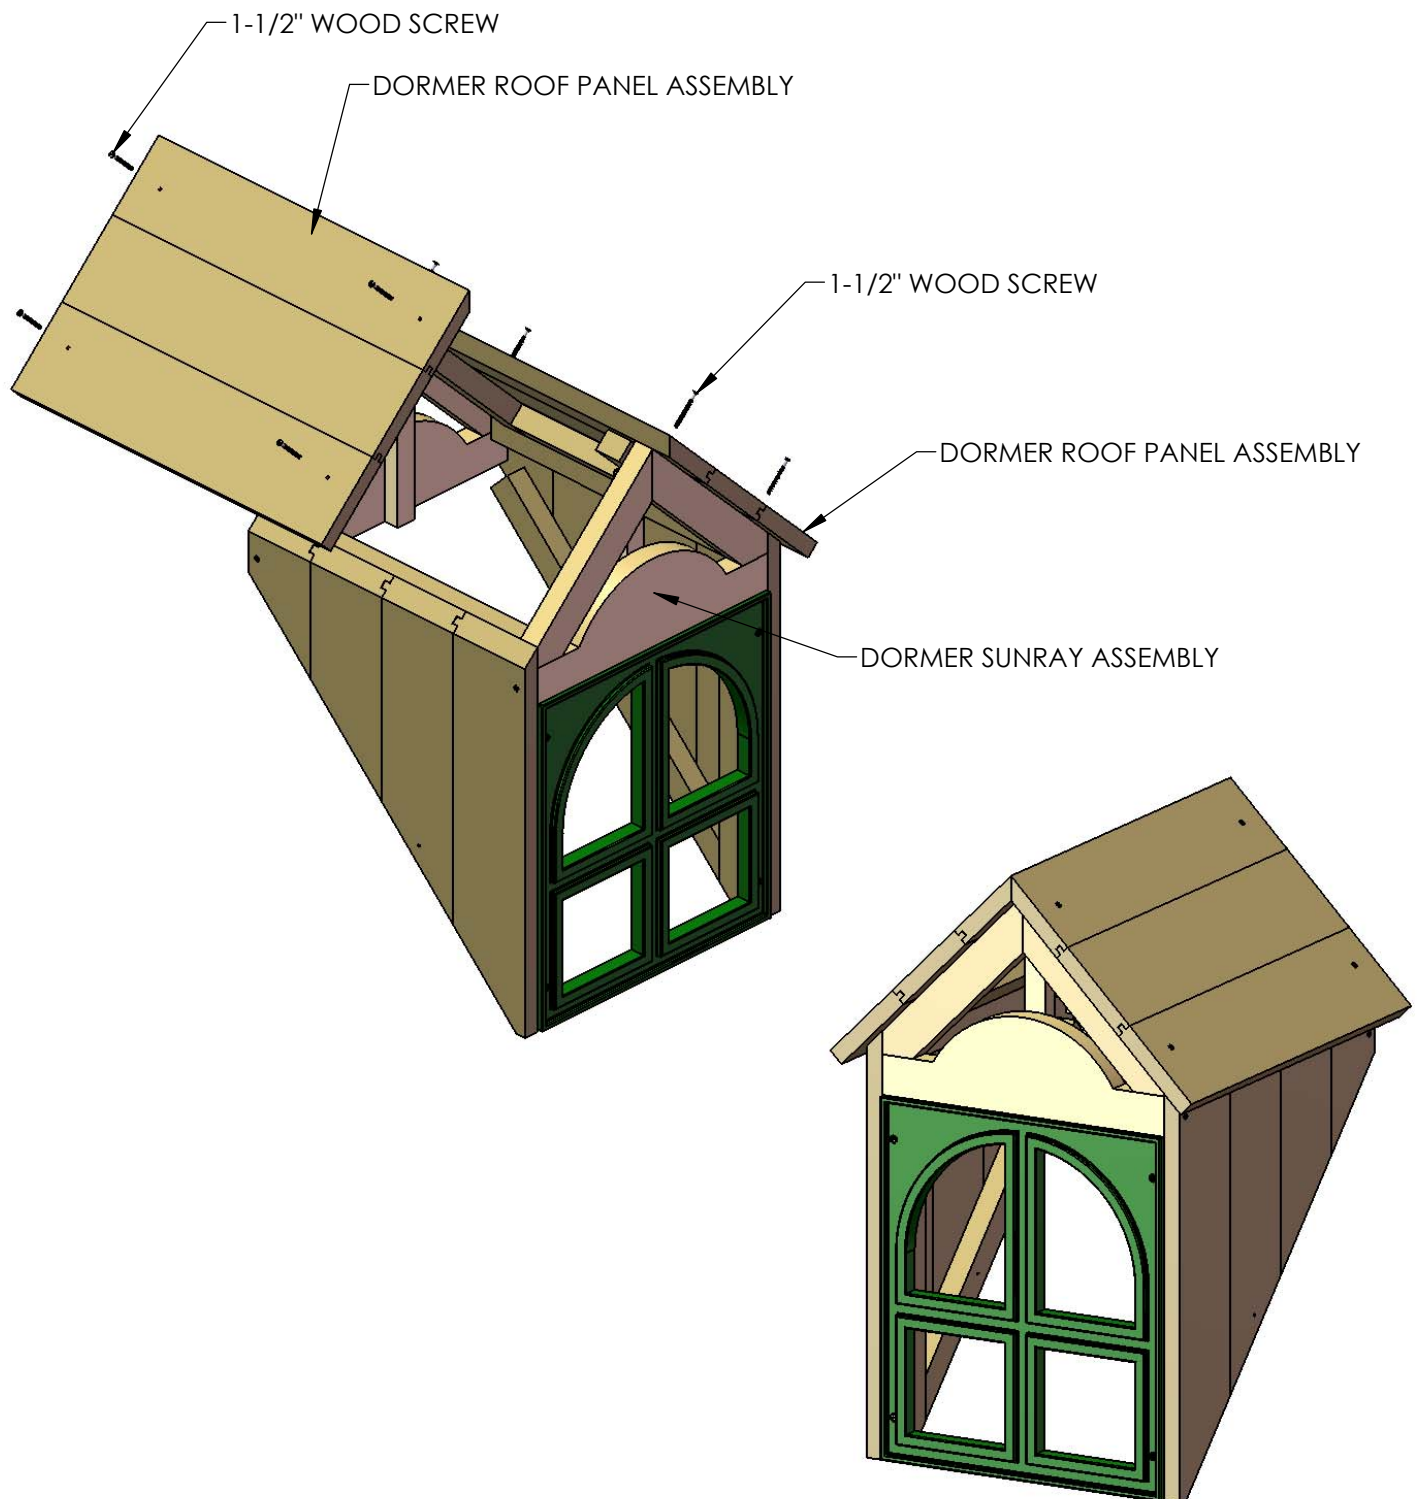 1-1/2" WOOD SCREW
DORMER ROOF PANEL ASSEMBLY
1-1/2" WOOD SCREW
DORMER ROOF PANEL ASSEMBLY
DORMER SUNRAY ASSEMBLY